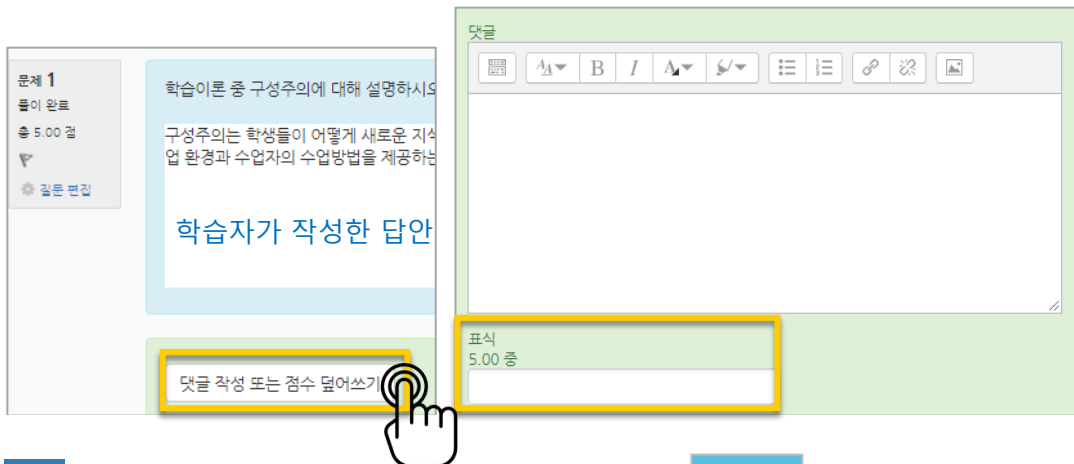 문제 1
풀이 완료
총 5.00 점
질문 편집
학습이론 중 구성주의에 대해 설명하시오
구성주의는 학생들이 어떻게 새로운 지식
업 환경과 수업자의 수업방법을 제공하는
학습자가 작성한 답안
댓글 작성 또는 점수 덮어쓰기
댓글
표식
5.00 중